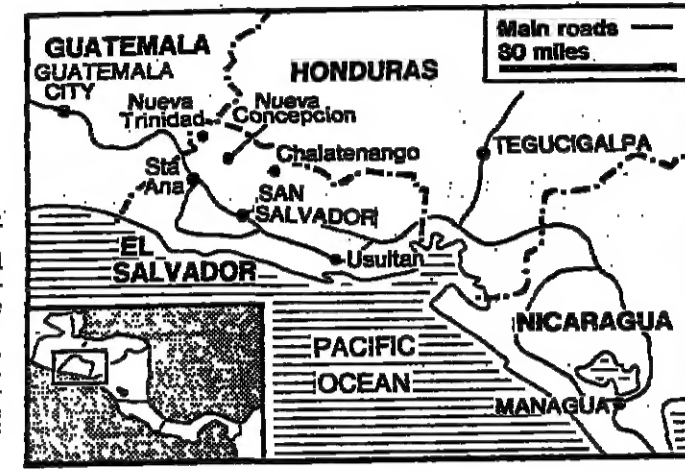 Main roads
80 miles
GUATEMALA
GUATEMALA
CITY
HONDURAS
Nueva
Trinidad
Nueva
Concepcion
Chalatenango
TEGUCIGALPA
Sta
Ana
SAN
SALVADOR
EL
SALVADOR
Usultan
NICARAGUA
PACIFIC
OCEAN
MANAGUA